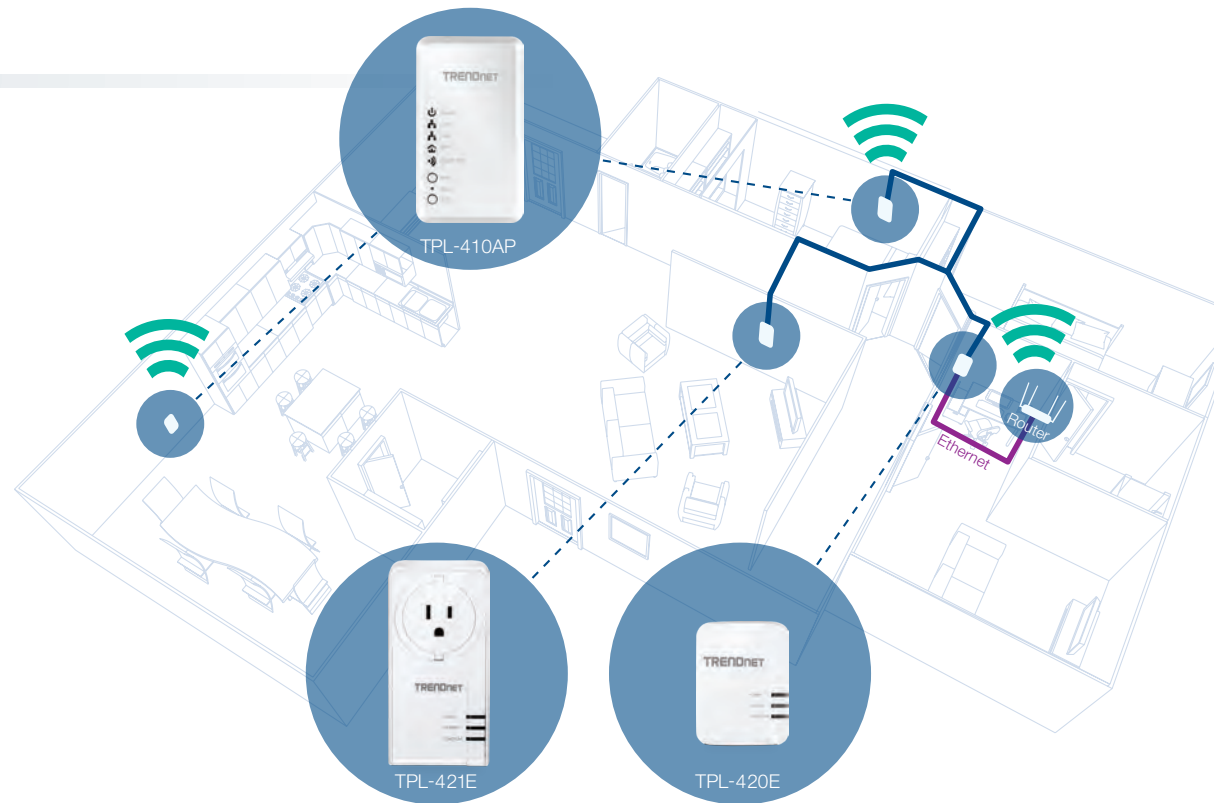 TRENDNET
TPL-410AP
Router
Ethernet
TRENDNET
TPL-421E
TRENDNET
TPL-420E